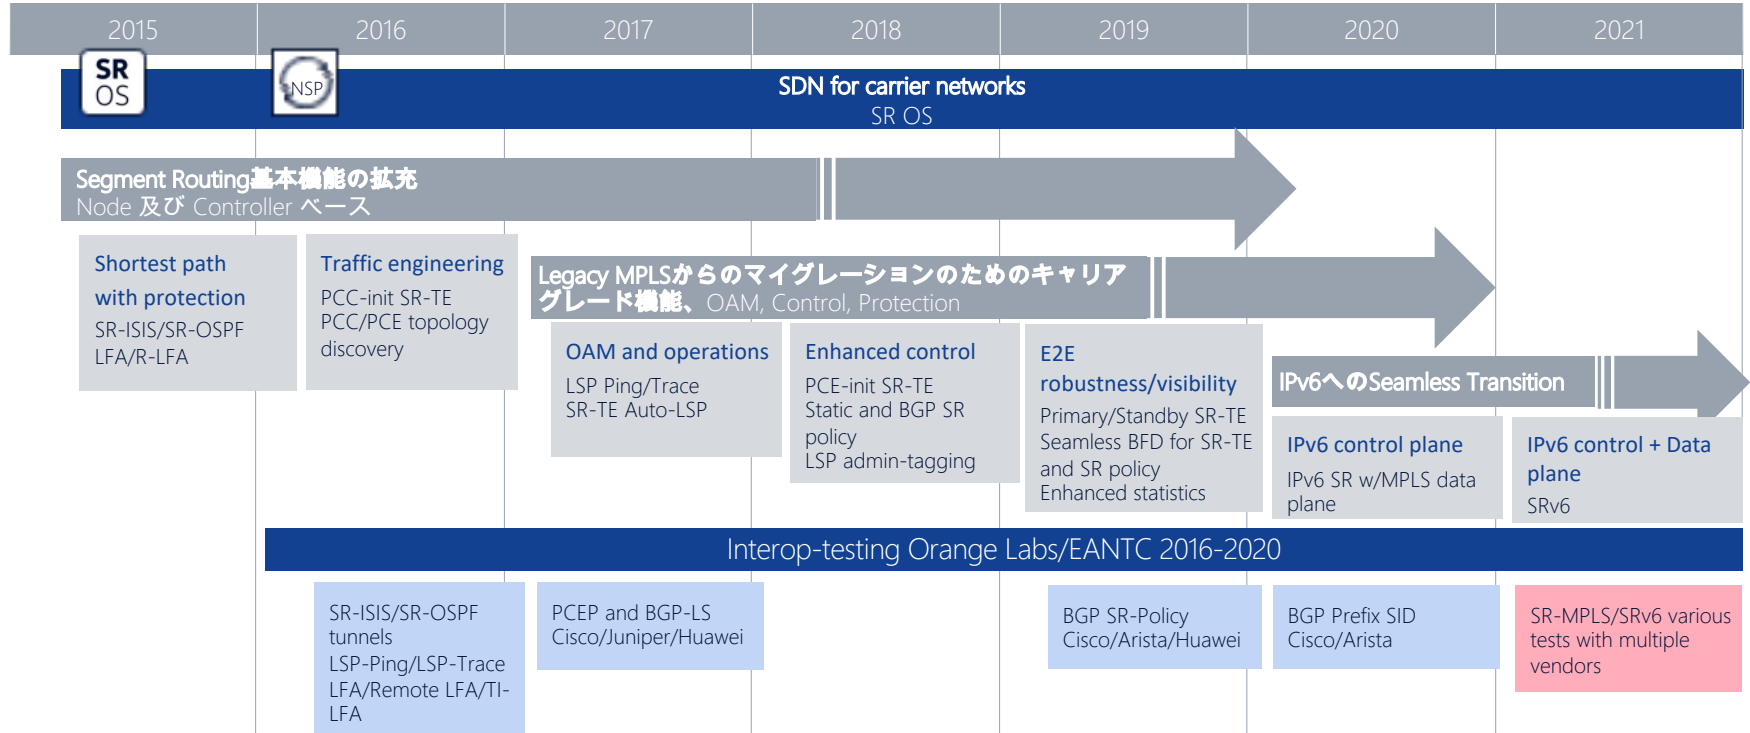 2015
2016
2017
2018
2019
2020
2021
SR
OS
NSP
SDN for carrier networks
SR OS
Segment Routing基本機能の拡充
Node 及び Controller ベース
Shortest path
with protection
SR-ISIS/SR-OSPF
LFA/R-LFA
Traffic engineering
PCC-init SR-TE
PCC/PCE topology
discovery
Legacy MPLSからのマイグレーションのためのキャリア
グレード機能、OAM, Control, Protection
OAM and operations
LSP Ping/Trace
SR-TE Auto-LSP
Enhanced control
PCE-init SR-TE
Static and BGP SR
policy
LSP admin-tagging
E2E
robustness/visibility
Primary/Standby SR-TE
Seamless BFD for SR-TE
and SR policy
Enhanced statistics
IPv6へのSeamless Transition
IPv6 control plane
IPv6 SR w/MPLS data
plane
IPv6 control + Data
plane
SRv6
Interop-testing Orange Labs/EANTC 2016-2020
SR-ISIS/SR-OSPF
tunnels
LSP-Ping/LSP-Trace
LFA/Remote LFA/TI-
LFA
PCEP and BGP-LS
Cisco/Juniper/Huawei
BGP SR-Policy
Cisco/Arista/Huawei
BGP Prefix SID
Cisco/Arista
SR-MPLS/SRv6 various
tests with multiple
vendors